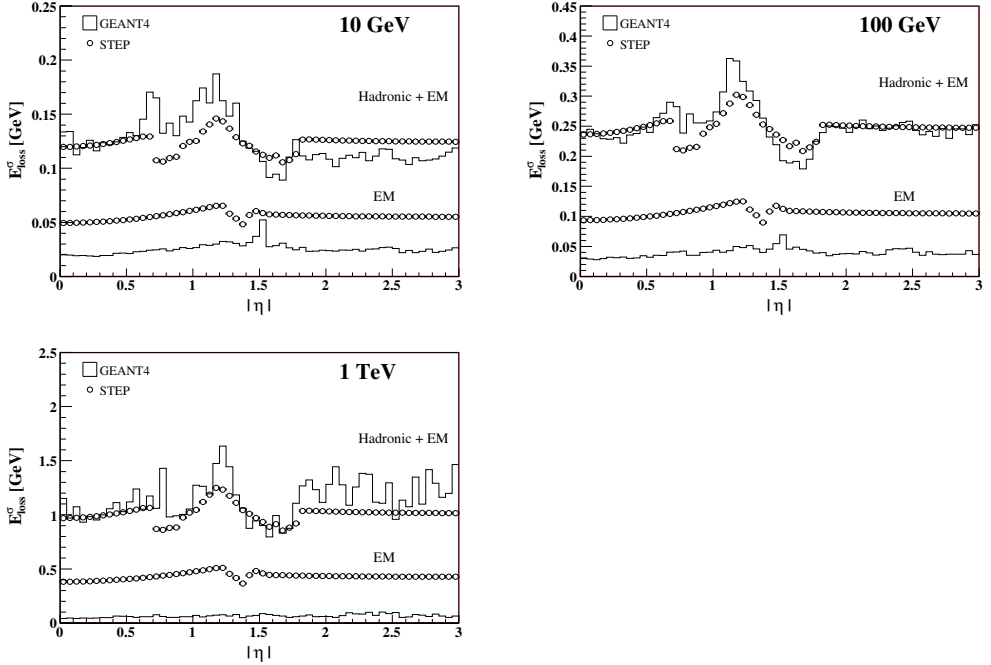 10 GeV
GEANT4
STEP
Hadronic + EM
EM
E^σ_loss [GeV]
0.25
0.2
0.15
0.1
0.05
0
0 0.5 1 1.5 2 2.5 3
|η|
100 GeV
GEANT4
STEP
Hadronic + EM
EM
E^σ_loss [GeV]
0.45
0.4
0.35
0.3
0.25
0.2
0.15
0.1
0.05
0
0 0.5 1 1.5 2 2.5 3
|η|
1 TeV
GEANT4
STEP
Hadronic + EM
EM
E^σ_loss [GeV]
2.5
2
1.5
1
0.5
0
0 0.5 1 1.5 2 2.5 3
|η|